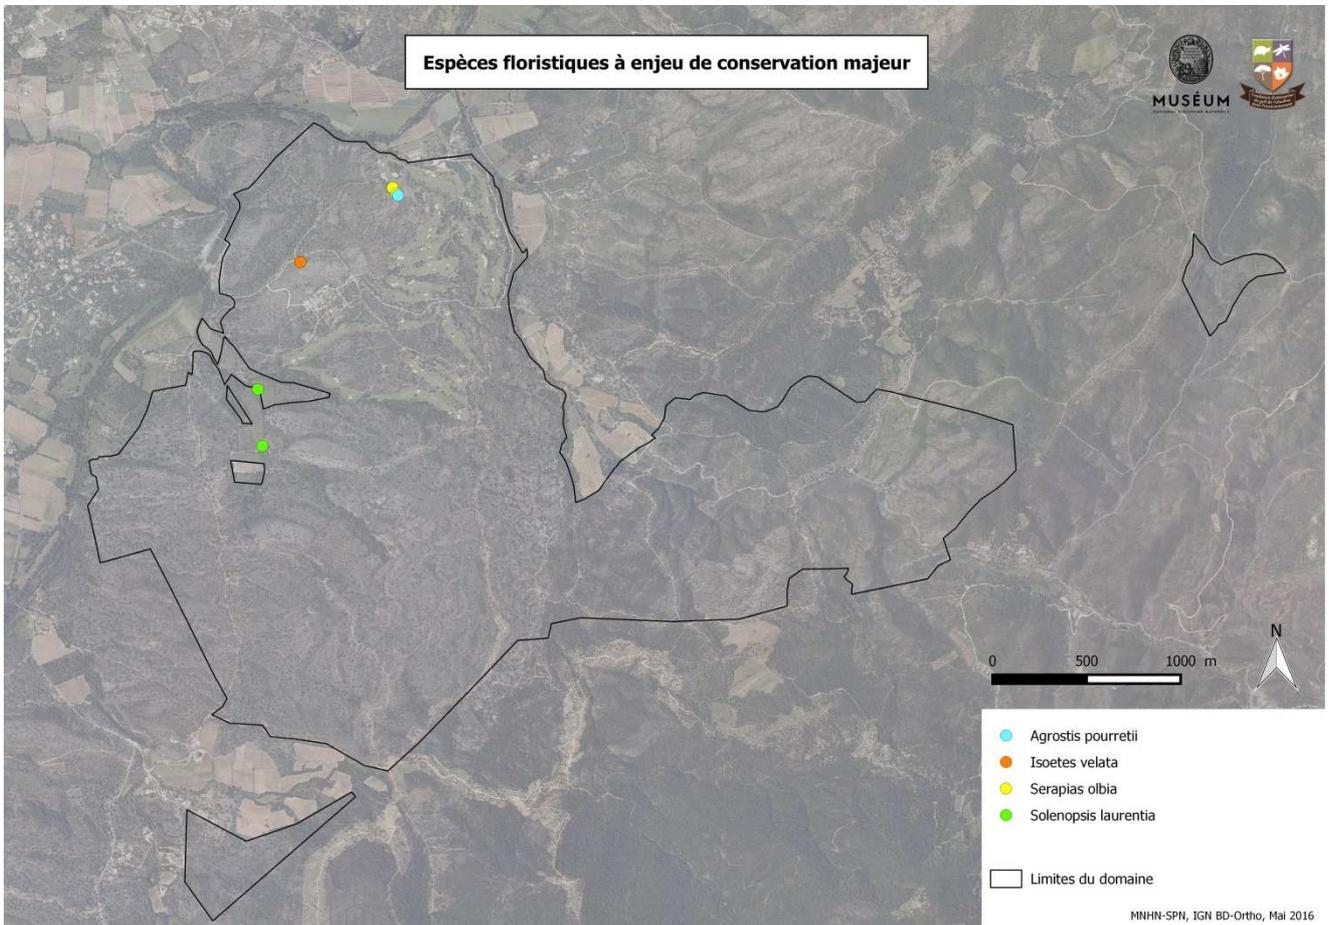 Espèces floristiques à enjeu de conservation majeur
MUSÉUM
N
0 500 1000 m
Agrostis pourretii
Isoetes velata
Serapias olbia
Solenopsis laurentia
Limites du domaine
MNHN-SPN, IGN BD-Ortho, Mai 2016